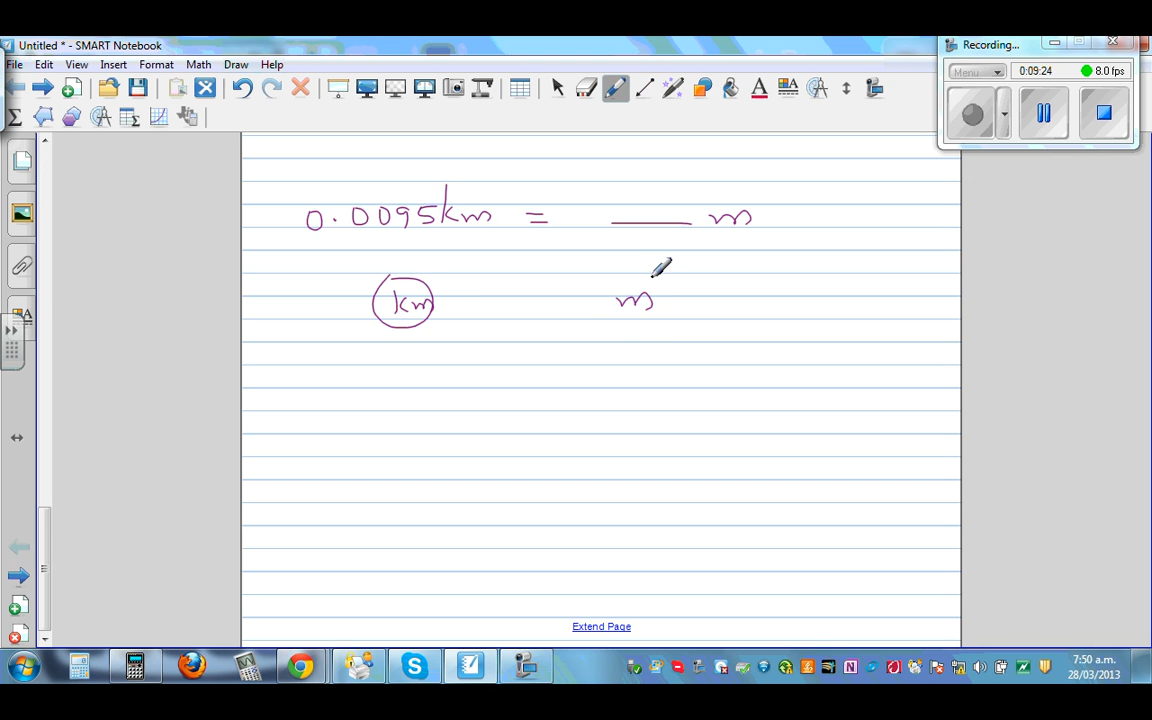 Untitled * - SMART Notebook
Recording...
File Edit View Insert Format Math Draw Help
Menu 0:09:24 8.0 fps
0.0095km = ____ m
km m
Extend Page
7:50 a.m.
28/03/2013